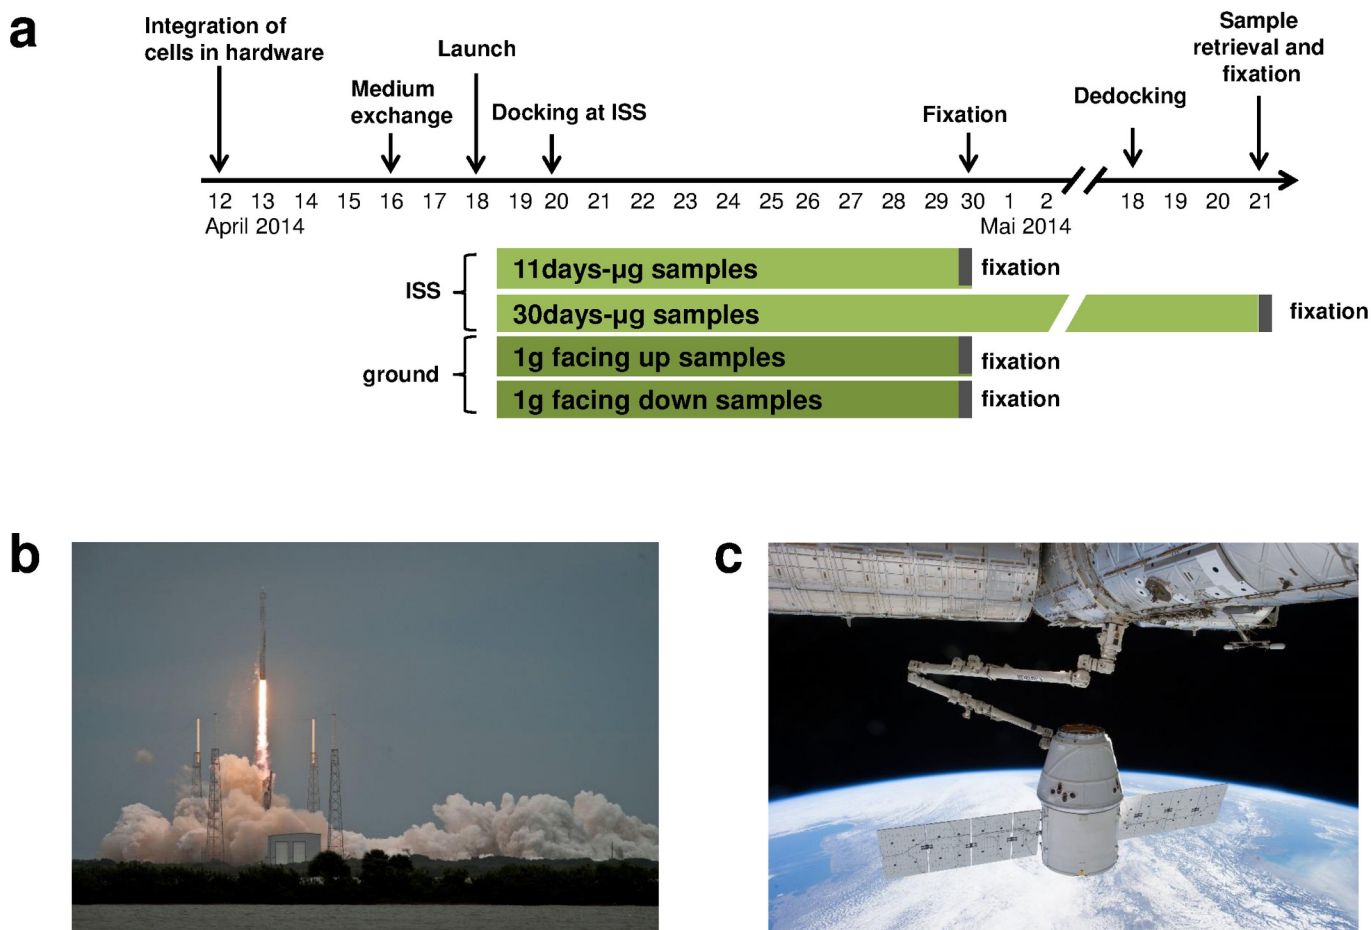 a
Integration of
cells in hardware
Medium
exchange
Launch
Docking at ISS
Fixation
Dedocking
Sample
retrieval and
fixation
12 13 14 15 16 17 18 19 20 21 22 23 24 25 26 27 28 29 30 1 2 18 19 20 21
April 2014
Mai 2014
ISS
11days-µg samples
fixation
30days-µg samples
fixation
ground
1g facing up samples
fixation
1g facing down samples
fixation
b
c